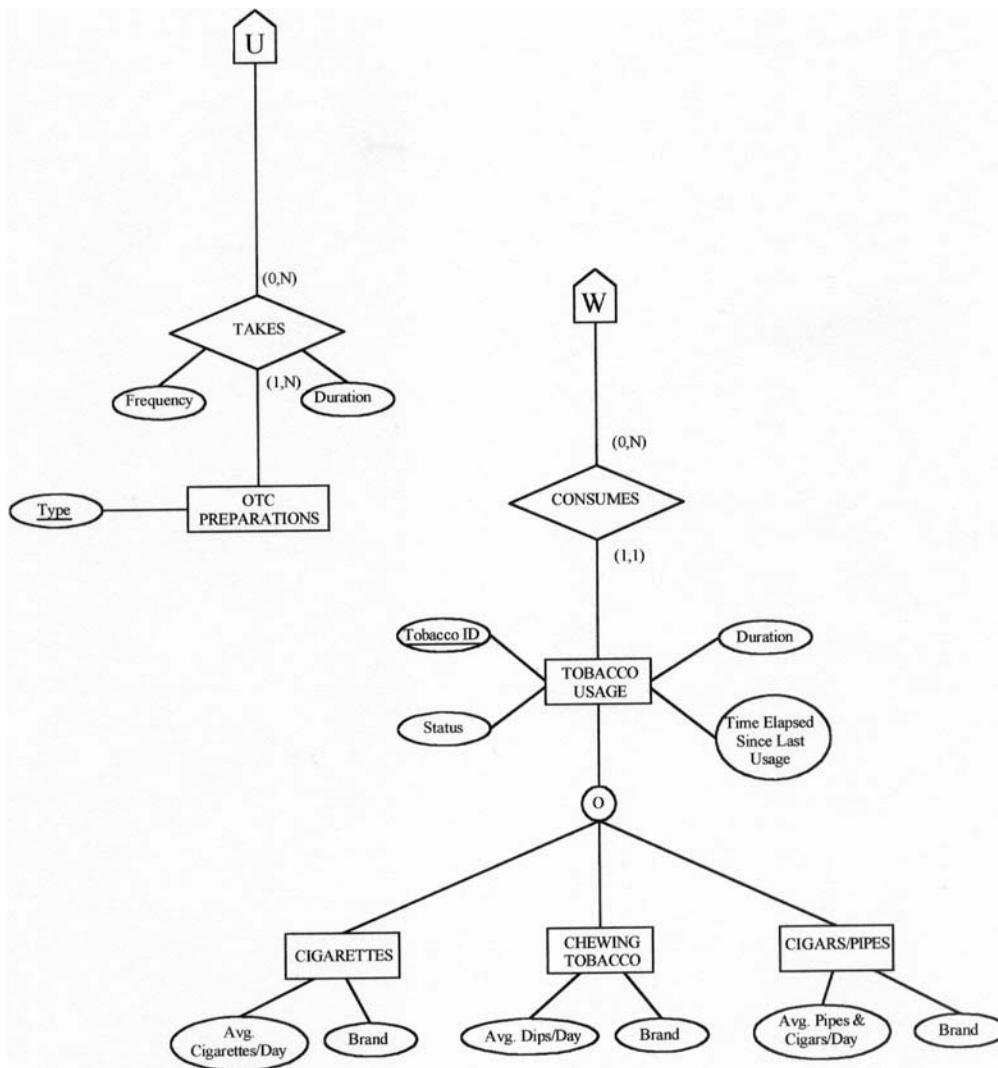 U
(0,N)
TAKES
(1,N)
Frequency
Duration
Type
OTC
PREPARATIONS
W
(0,N)
CONSUMES
(1,1)
Tobacco ID
Duration
TOBACCO
USAGE
Status
Time Elapsed
Since Last
Usage
O
CIGARETTES
CHEWING
TOBACCO
CIGARS/PIPES
Avg.
Cigarettes/Day
Brand
Avg. Dips/Day
Brand
Avg. Pipes &
Cigars/Day
Brand